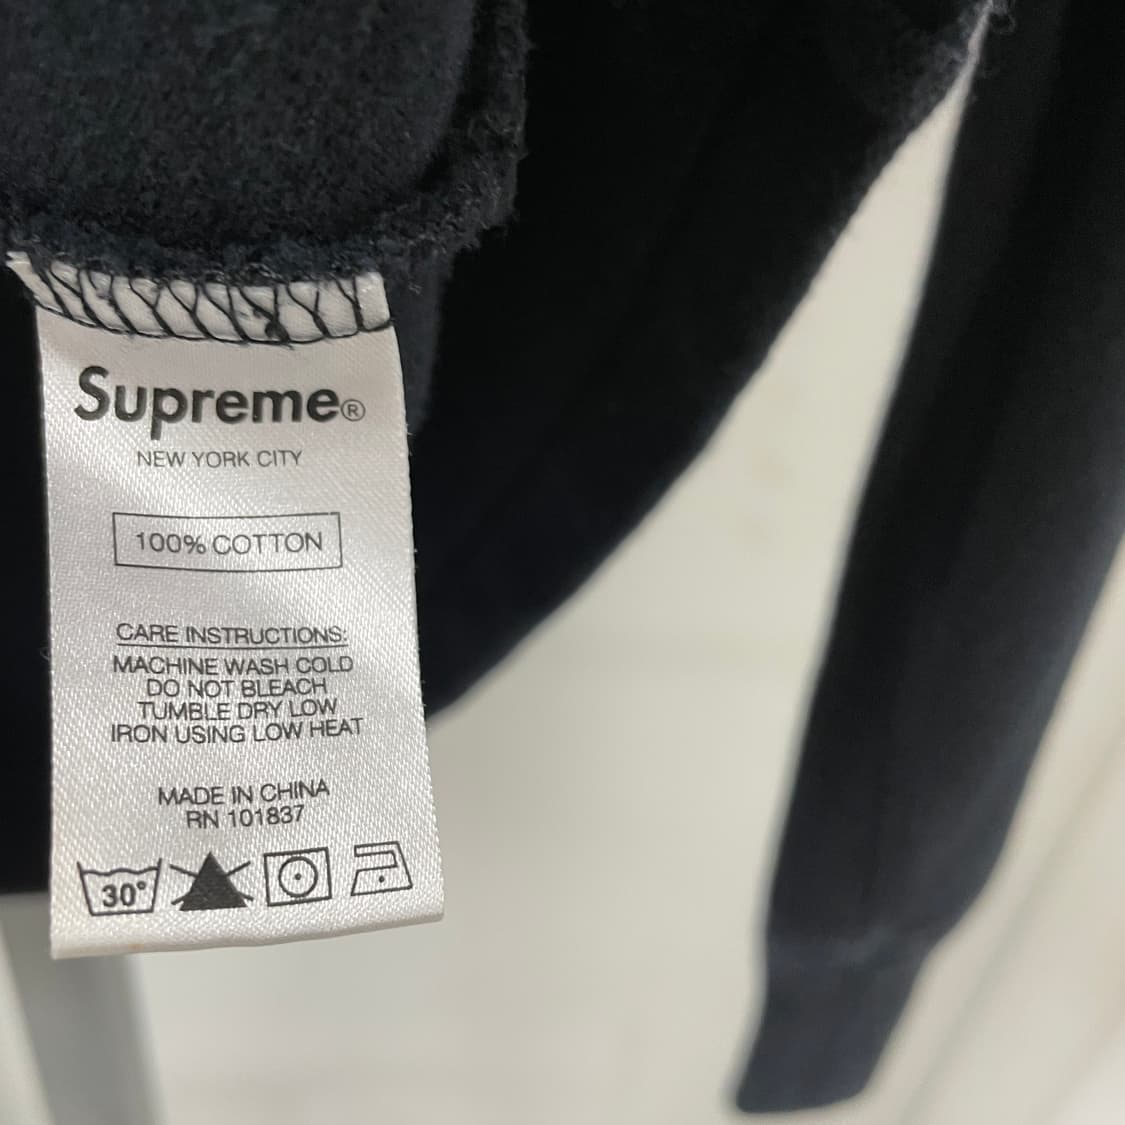 Supreme®
NEW YORK CITY
100% COTTON
CARE INSTRUCTIONS:
MACHINE WASH COLD
DO NOT BLEACH
TUMBLE DRY LOW
IRON USING LOW HEAT
MADE IN CHINA
RN 101837
30°